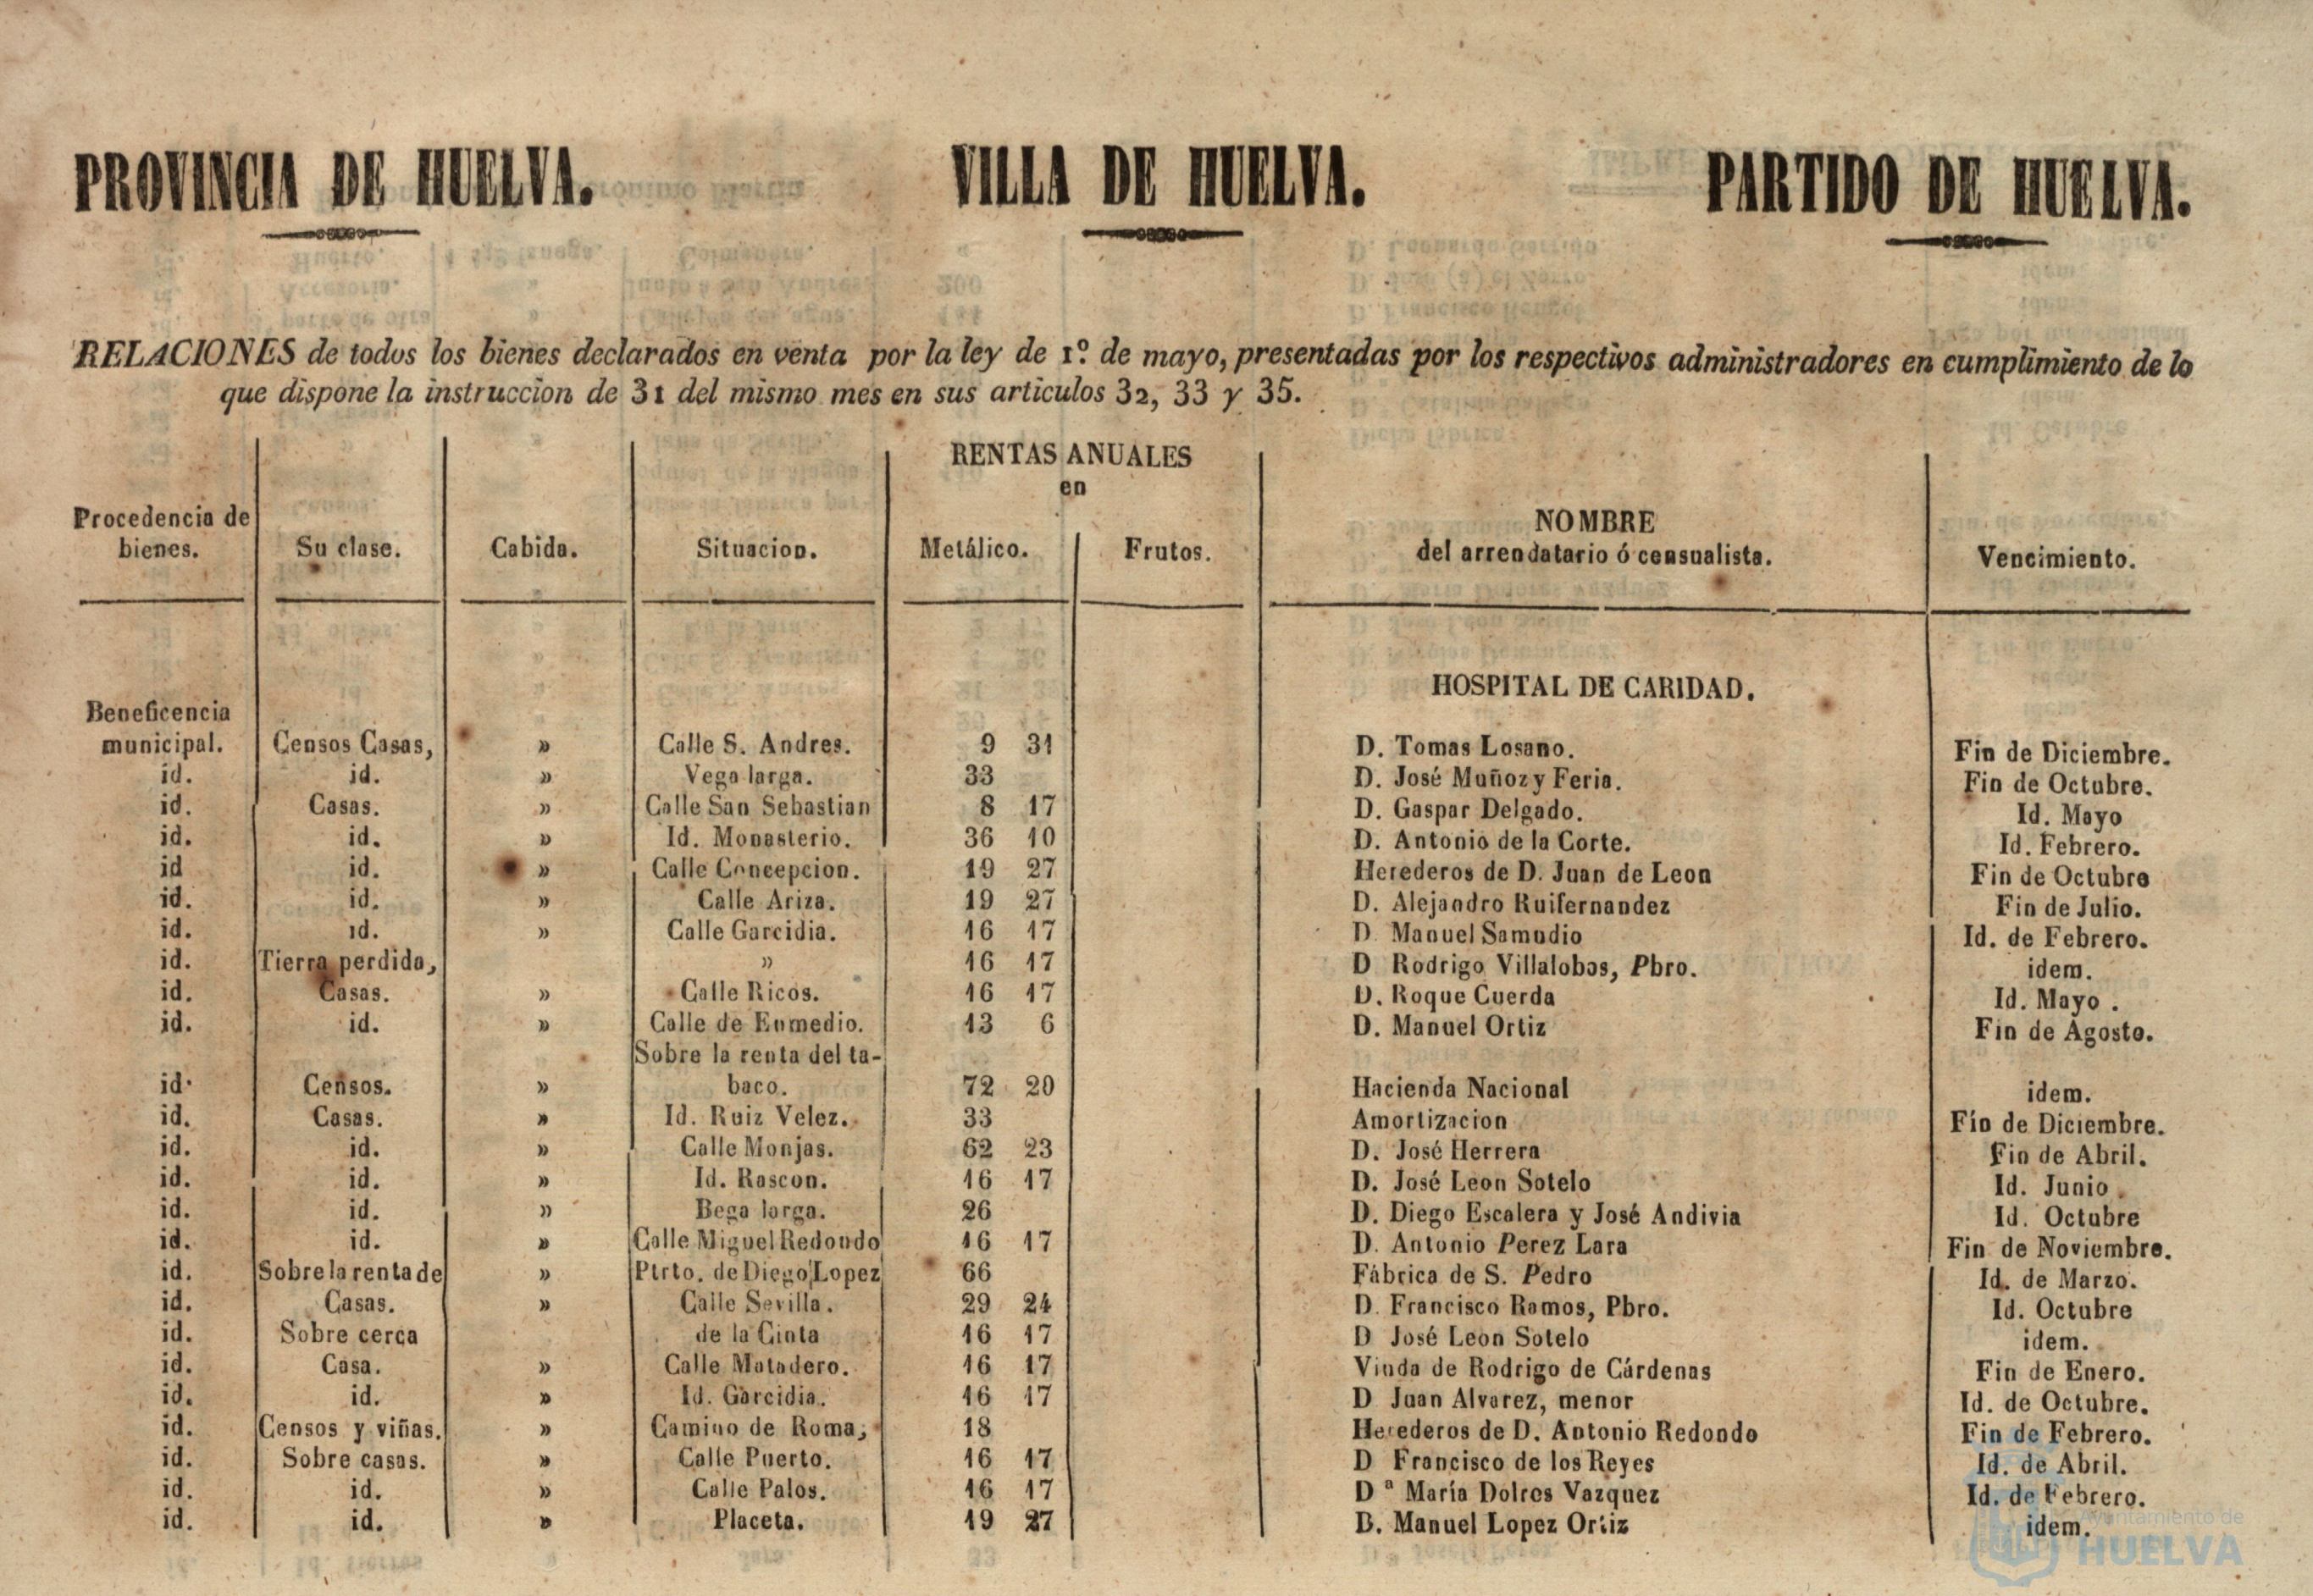 PROVINCIA DE HUELVA. VILLA DE HUELVA. PARTIDO DE HUELVA.
RELACIONES de todos los bienes declarados en venta por la ley de 1º. de mayo, presentadas por los respectivos administradores en cumplimiento de lo
que dispone la instruccion de 31 del mismo mes en sus articulos 32, 33 y 35.
RENTAS ANUALES
en
Procedencia de
bienes. Su clase. Cabida. Situacion. Metálico. Frutos. NOMBRE
del arrendatario ó censualista. Vencimiento.
HOSPITAL DE CARIDAD.
Beneficencia
municipal. Censos Casas, » Calle S. Andres. 9 31 D. Tomas Losano. Fin de Diciembre.
id. id. » Vega larga. 33 D. José Muñoz y Feria. Fin de Octubre.
id. Casas. » Calle San Sebastian 8 17 D. Gaspar Delgado. Id. Mayo
id. id. » Id. Monasterio. 36 10 D. Antonio de la Corte. Id. Febrero.
id id. » Calle Concepcion. 19 27 Herederos de D. Juan de Leon Fin de Octubre
id. id. » Calle Ariza. 19 27 D. Alejandro Ruifernandez Fin de Julio.
id. id. » Calle Garcidia. 16 17 D Manuel Samudio Id. de Febrero.
id. Tierra perdida, » 16 17 D Rodrigo Villalobos, Pbro. idem.
id. Casas. » Calle Ricos. 16 17 D. Roque Cuerda Id. Mayo .
id. id. » Calle de Enmedio. 13 6 D. Manuel Ortiz Fin de Agosto.
Sobre la renta del ta-
id. Censos. » baco. 72 20 Hacienda Nacional idem.
id. Casas. » Id. Ruiz Velez. 33 Amortizacion Fin de Diciembre.
id. id. » Calle Monjas. 62 23 D. José Herrera Fin de Abril.
id. id. » Id. Rascon. 16 17 D. José Leon Sotelo Id. Junio .
id. id. » Bega larga. 26 D. Diego Escalera y José Andivia Id. Octubre
id. id. » Calle Miguel Redondo 16 17 D. Antonio Perez Lara Fin de Noviembre.
id. Sobre la renta de » Ptrto. de Diego Lopez 66 Fábrica de S. Pedro Id. de Marzo.
id. Casas. » Calle Sevilla. 29 24 D. Francisco Ramos, Pbro. Id. Octubre
id. Sobre cerca de la Cinta 16 17 D José Leon Sotelo idem.
id. Casa. » Calle Matadero. 16 17 Viuda de Rodrigo de Cárdenas Fin de Enero.
id. id. » Id. Garcidia. 16 17 D Juan Alvarez, menor Id. de Octubre.
id. Censos y viñas. » Camino de Roma, 18 Herederos de D. Antonio Redondo Fin de Febrero.
id. Sobre casas. » Calle Puerto. 16 17 D Francisco de los Reyes Id. de Abril.
id. id. » Calle Palos. 16 17 D ª María Dolres Vazquez Id. de Febrero.
id. id. » Placeta. 19 27 D. Manuel Lopez Ortiz idem.
Ayuntamiento de
HUELVA